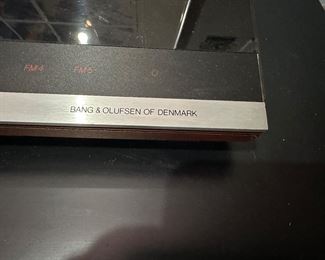 FM4 FM5
BANG & OLUFSEN OF DENMARK